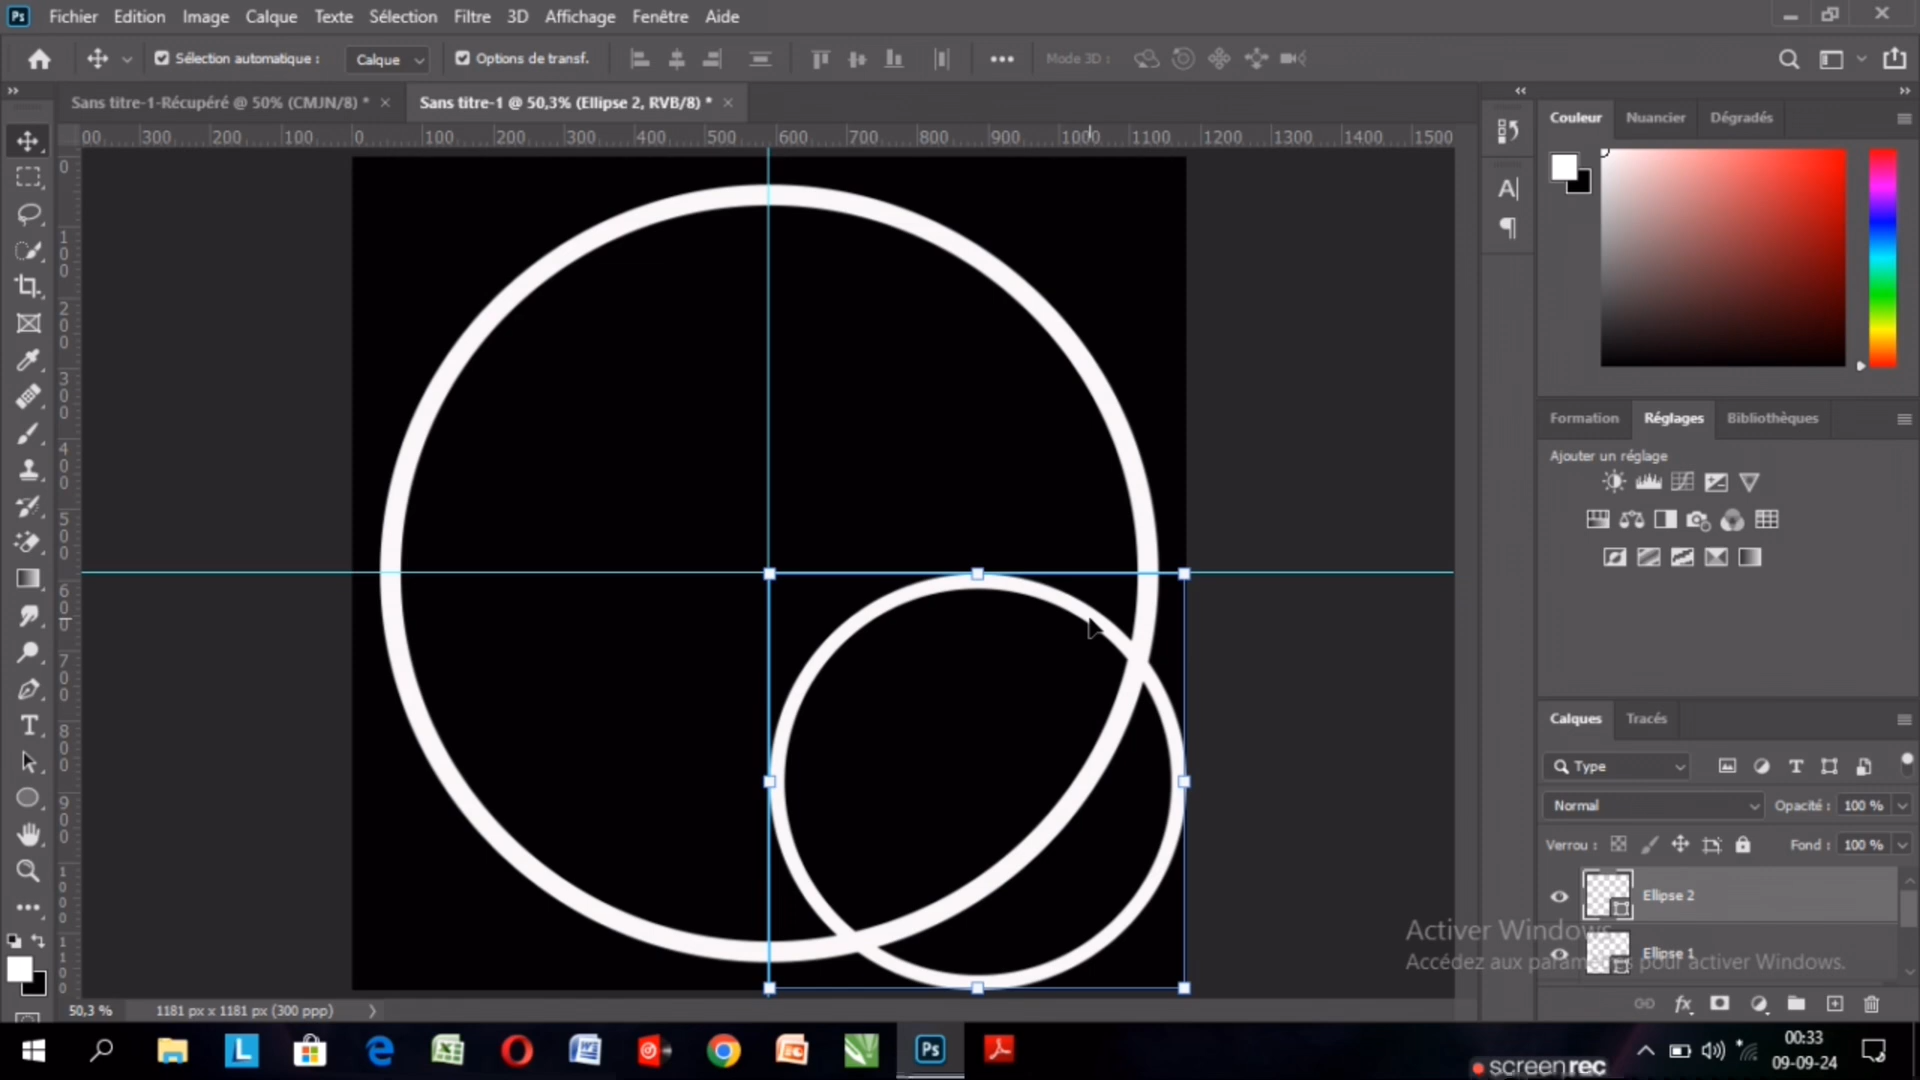 Ps Fichier Edition Image Calque Texte Sélection Filtre 3D Affichage Fenêtre Aide
Sélection automatique : Calque Options de transf. ••• Mode 3D :
Sans titre-1-Récupéré @ 50% (CMJN/8) * × Sans titre-1 @ 50,3% (Ellipse 2, RVB/8) * ×
00 300 200 100 0 100 200 300 400 500 600 700 800 900 1000 1100 1200 1300 1400 1500
0
100
200
300
400
500
600
700
800
900
1000
1100
Couleur Nuancier Dégradés
Formation Réglages Bibliothèques
Ajouter un réglage
Calques Tracés
Type
Normal Opacité : 100 %
Verrou : Fond : 100 %
Ellipse 2
Ellipse 1
Activer Windows
Accédez aux paramètres pour activer Windows.
fx
50,3 % 1181 px x 1181 px (300 ppp)
L Ps
00:33
09-09-24
screenrec